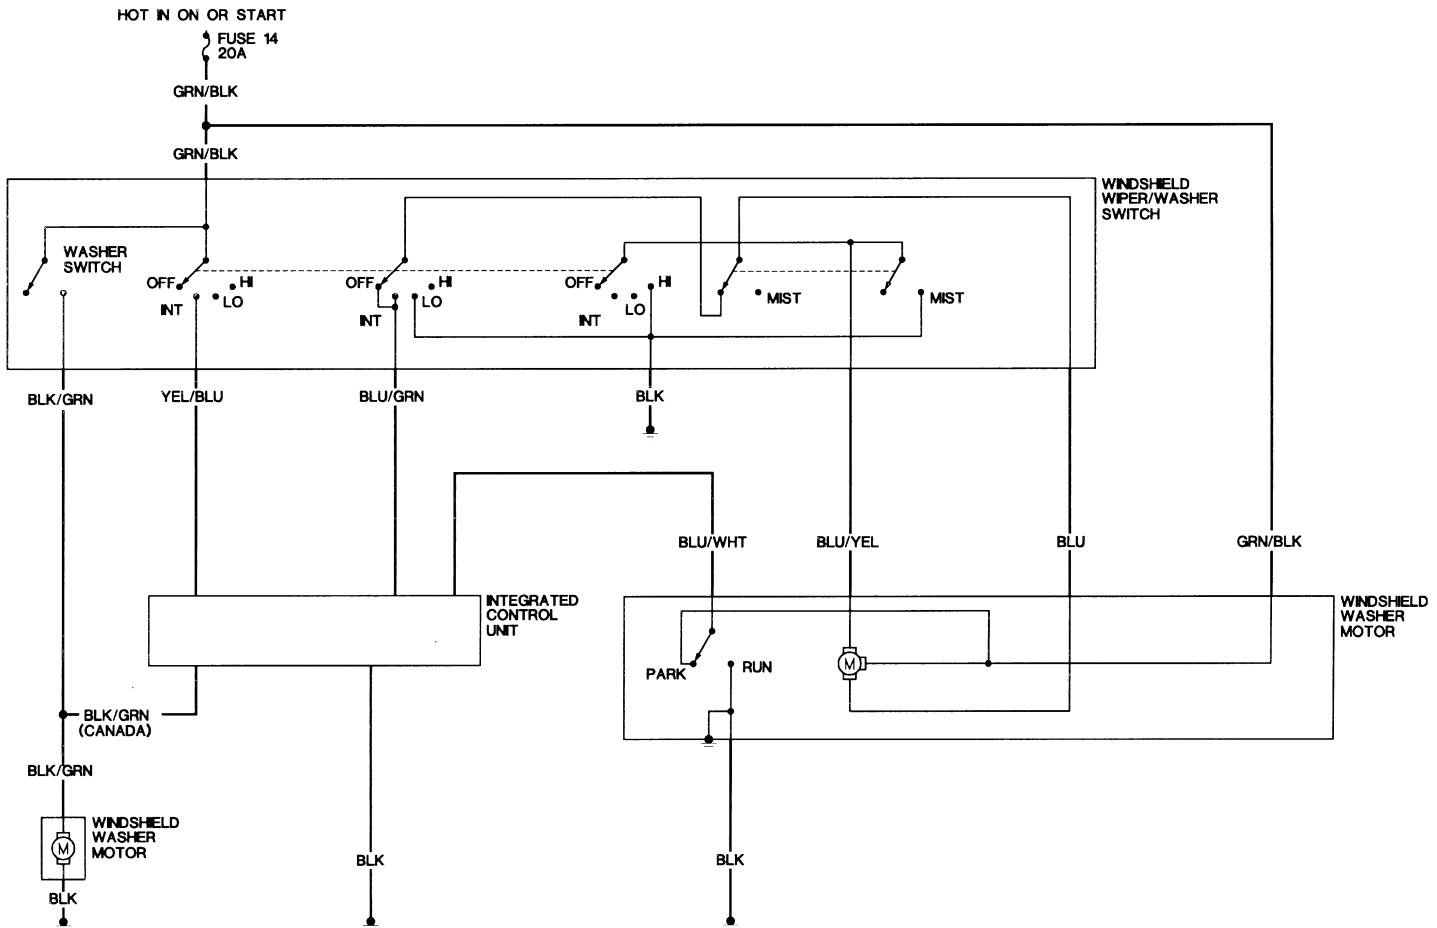 HOT IN ON OR START
FUSE 14
20A
GRN/BLK
GRN/BLK
WINDSHIELD
WIPER/WASHER
SWITCH
WASHER
SWITCH
OFF
INT
LO
HI
OFF
INT
LO
HI
OFF
INT
LO
HI
MIST
MIST
BLK/GRN
YEL/BLU
BLU/GRN
BLK
BLU/WHT
BLU/YEL
BLU
GRN/BLK
INTEGRATED
CONTROL
UNIT
WINDSHIELD
WASHER
MOTOR
PARK
RUN
M
BLK/GRN
(CANADA)
BLK/GRN
WINDSHIELD
WASHER
MOTOR
M
BLK
BLK
BLK